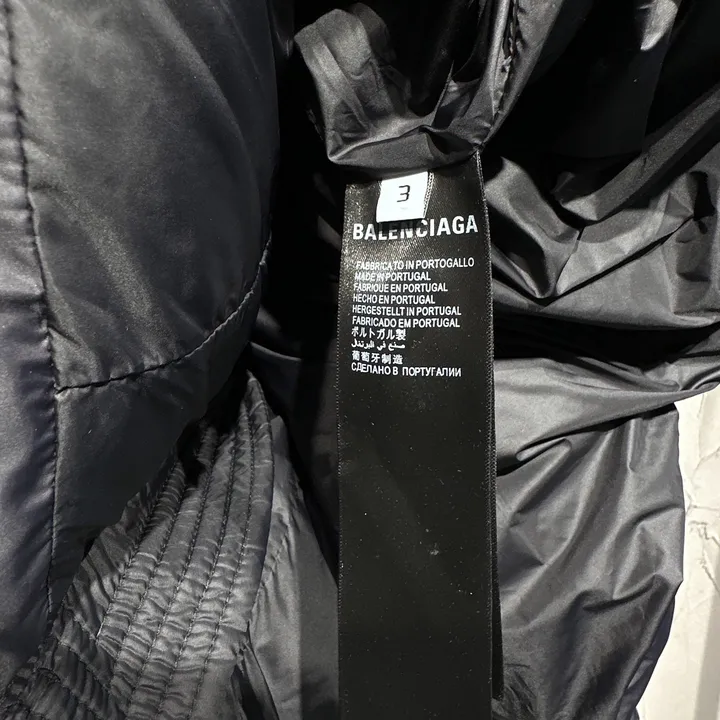 3
BALENCIAGA
FABBRICATO IN PORTOGALLO
MADE IN PORTUGAL
FABRIQUE EN PORTUGAL
HECHO EN PORTUGAL
HERGESTELLT IN PORTUGAL
FABRICADO EM PORTUGAL
ポルトガル製
صنع في البرتغال
葡萄牙制造
СДЕЛАНО В ПОРТУГАЛИИ